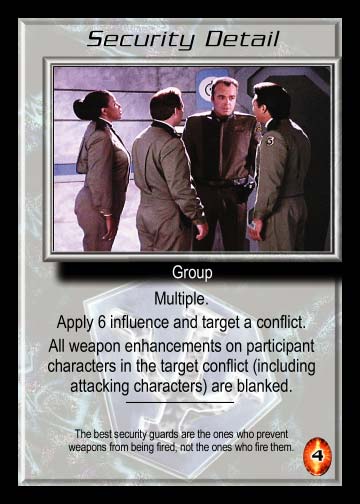 Security Detail
Group
Multiple.
Apply 6 influence and target a conflict.
All weapon enhancements on participant
characters in the target conflict (including
attacking characters) are blanked.
The best security guards are the ones who prevent
weapons from being fired, not the ones who fire them.
4